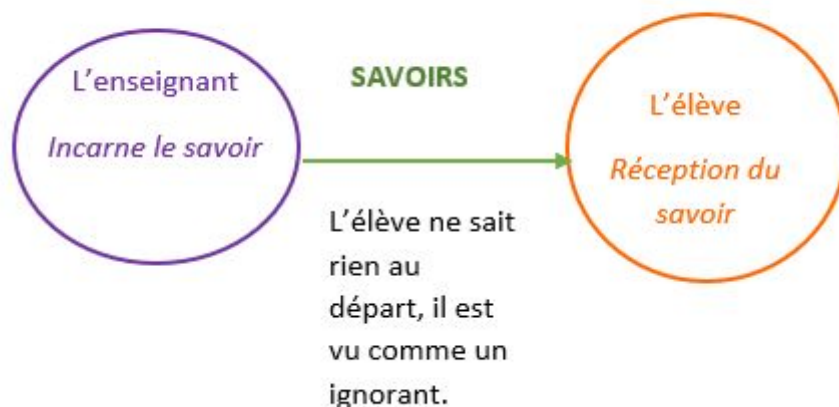 L’enseignant
Incarne le savoir
SAVOIRS
L’élève ne sait
rien au
départ, il est
vu comme un
ignorant.
L’élève
Réception du
savoir